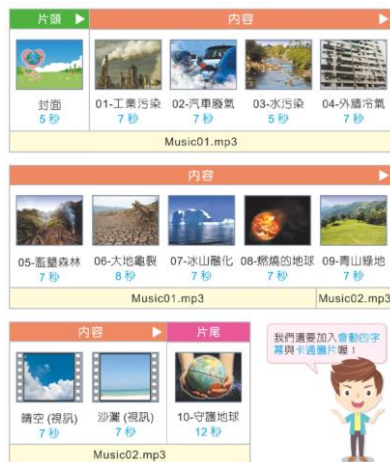 片頭 內容
封面 01-工業污染 02-汽車廢氣 03-水污染 04-外牆冷氣
5 秒 7 秒 7 秒 5 秒 7 秒
Music01.mp3
內容
05-濫墾森林 06-大地龜裂 07-冰山融化 08-燃燒的地球 09-青山綠地
7 秒 8 秒 7 秒 7 秒 7 秒
Music01.mp3 Music02.mp3
內容 片尾
晴空 (視訊) 沙灘 (視訊) 10-守護地球
7 秒 7 秒 12 秒
Music02.mp3
我們還要加入會動的字
幕與卡通圖片喔！